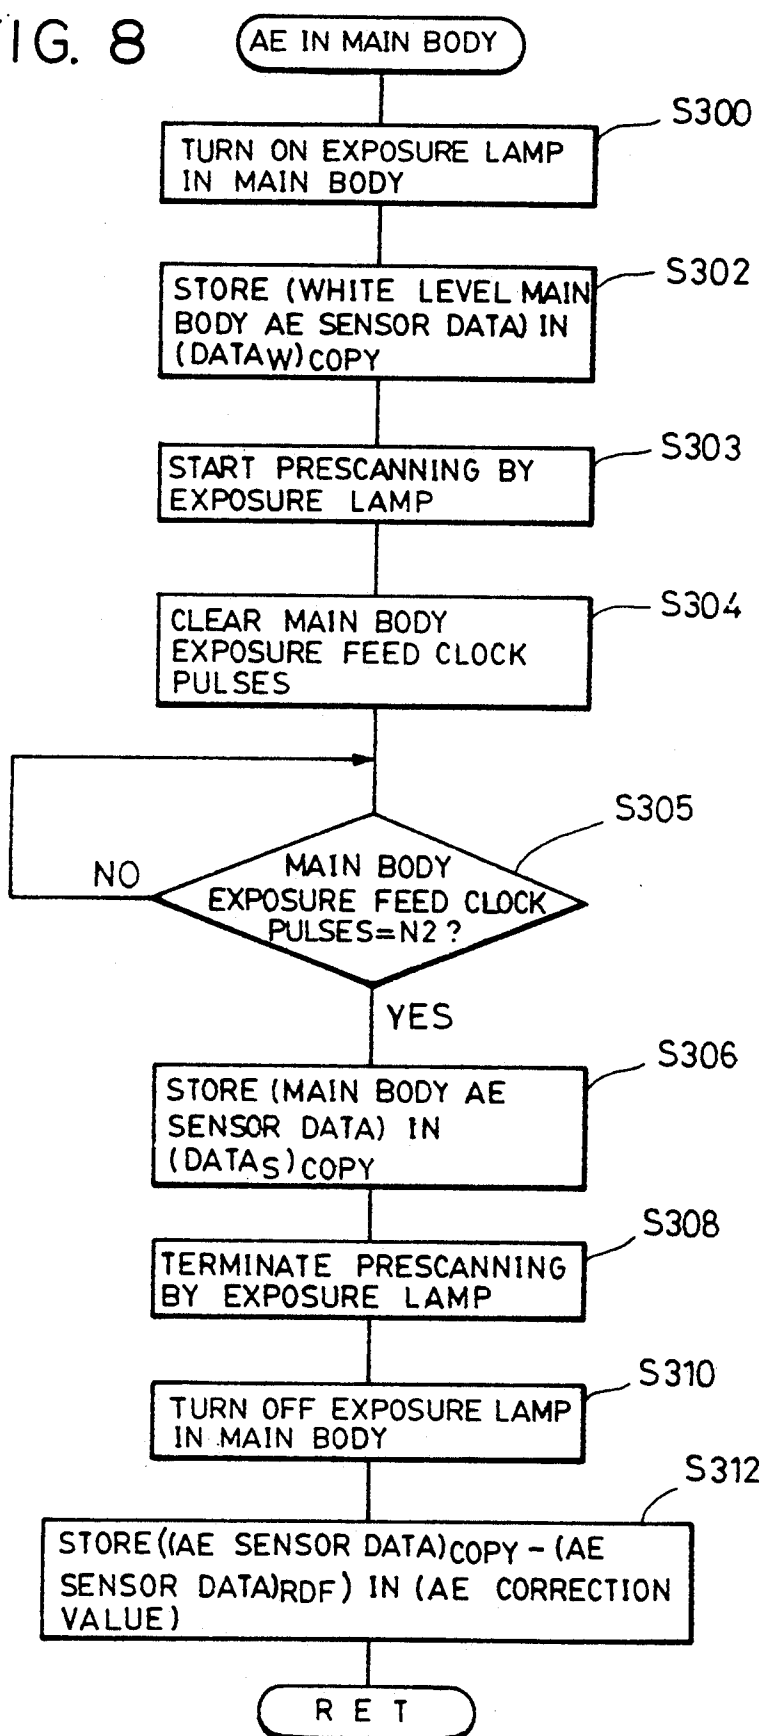 FIG. 8
AE IN MAIN BODY
S300
TURN ON EXPOSURE LAMP
IN MAIN BODY
S302
STORE (WHITE LEVEL MAIN
BODY AE SENSOR DATA) IN
(DATAW)COPY
S303
START PRESCANNING BY
EXPOSURE LAMP
S304
CLEAR MAIN BODY
EXPOSURE FEED CLOCK
PULSES
S305
NO
MAIN BODY
EXPOSURE FEED CLOCK
PULSES=N2?
YES
S306
STORE (MAIN BODY AE
SENSOR DATA) IN
(DATAS)COPY
S308
TERMINATE PRESCANNING
BY EXPOSURE LAMP
S310
TURN OFF EXPOSURE LAMP
IN MAIN BODY
S312
STORE((AE SENSOR DATA)COPY-(AE
SENSOR DATA)RDF) IN (AE CORRECTION
VALUE)
RET